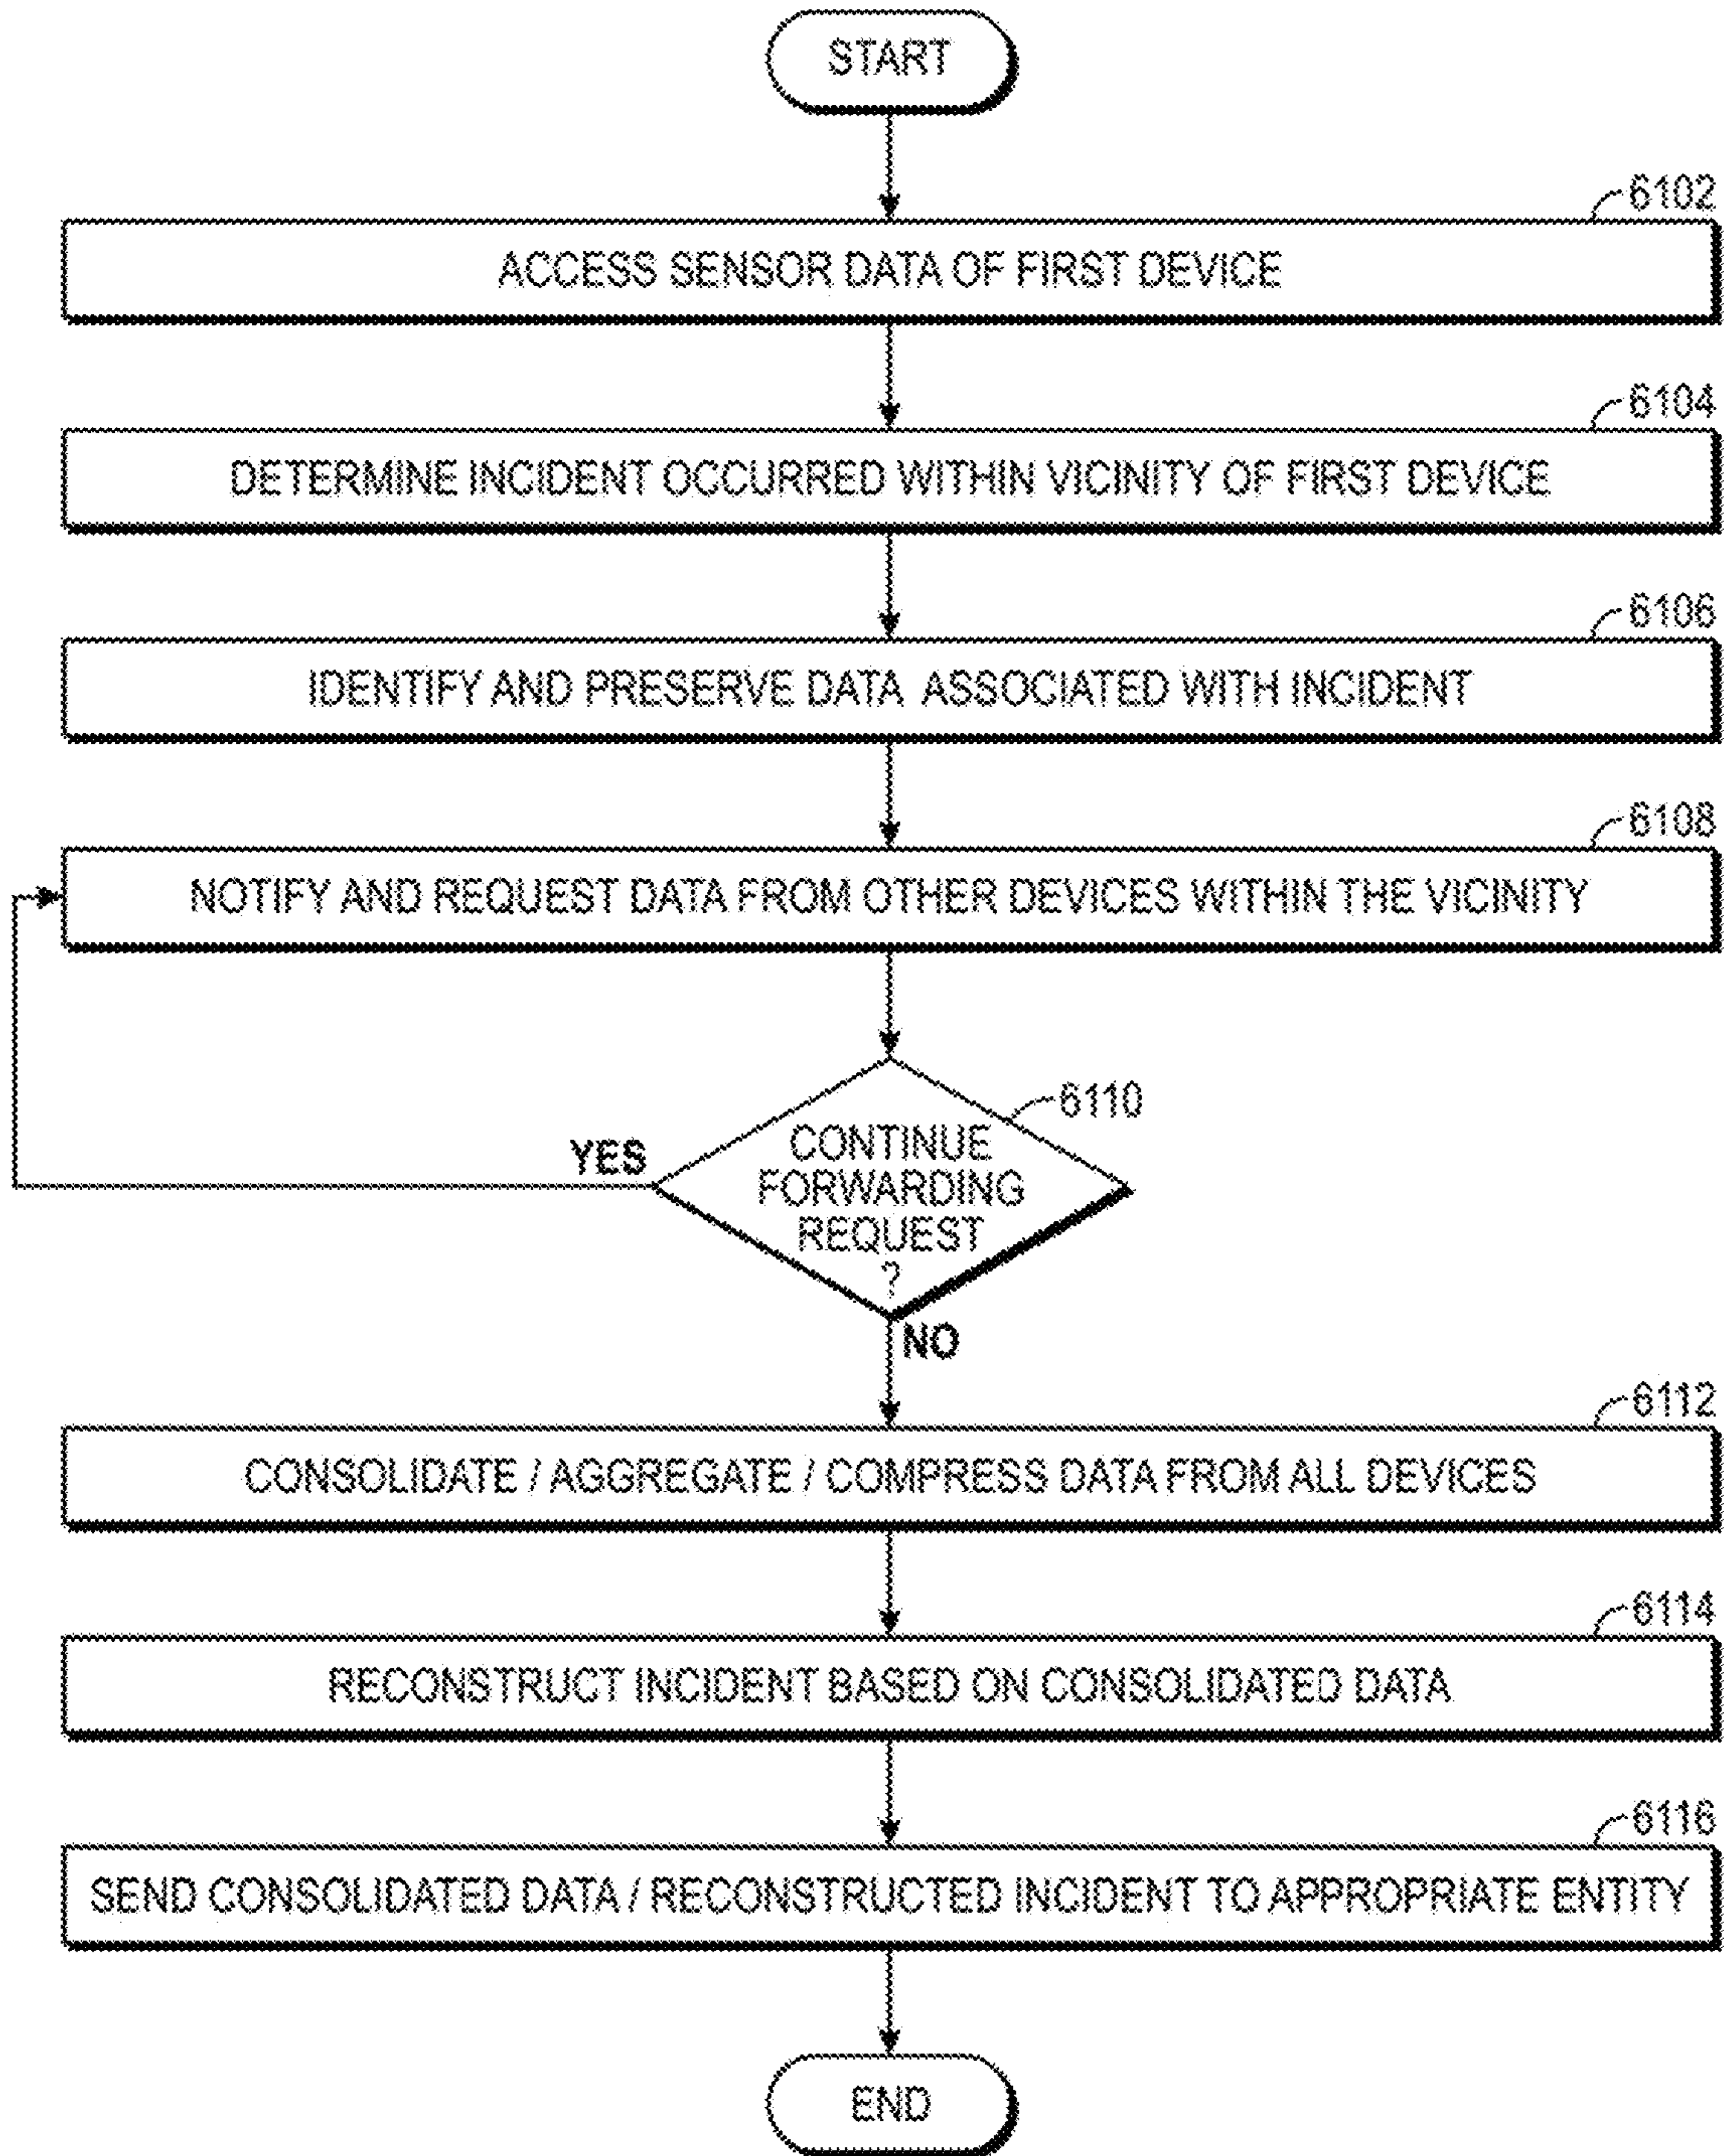 START
6102
ACCESS SENSOR DATA OF FIRST DEVICE
6104
DETERMINE INCIDENT OCCURRED WITHIN VICINITY OF FIRST DEVICE
6106
IDENTIFY AND PRESERVE DATA ASSOCIATED WITH INCIDENT
6108
NOTIFY AND REQUEST DATA FROM OTHER DEVICES WITHIN THE VICINITY
6110
YES
CONTINUE
FORWARDING
REQUEST
?
NO
6112
CONSOLIDATE / AGGREGATE / COMPRESS DATA FROM ALL DEVICES
6114
RECONSTRUCT INCIDENT BASED ON CONSOLIDATED DATA
6116
SEND CONSOLIDATED DATA / RECONSTRUCTED INCIDENT TO APPROPRIATE ENTITY
END